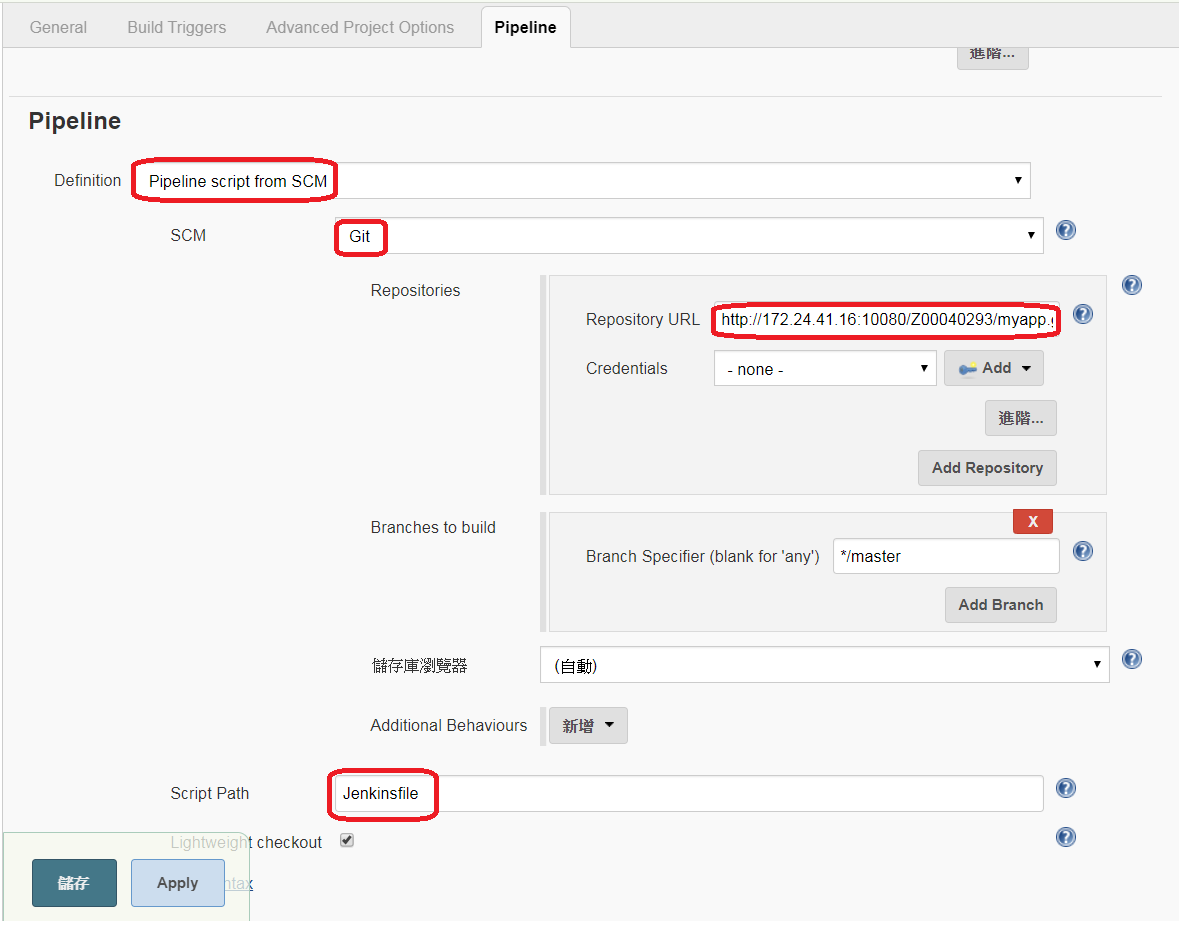 General Build Triggers Advanced Project Options Pipeline
進階...
Pipeline
Definition Pipeline script from SCM
SCM Git
Repositories
Repository URL http://172.24.41.16:10080/Z00040293/myapp.
Credentials - none - Add
進階...
Add Repository
Branches to build
X
Branch Specifier (blank for 'any') */master
Add Branch
儲存庫瀏覽器 (自動)
Additional Behaviours 新增
Script Path Jenkinsfile
Lightweight checkout
儲存 Apply ntax